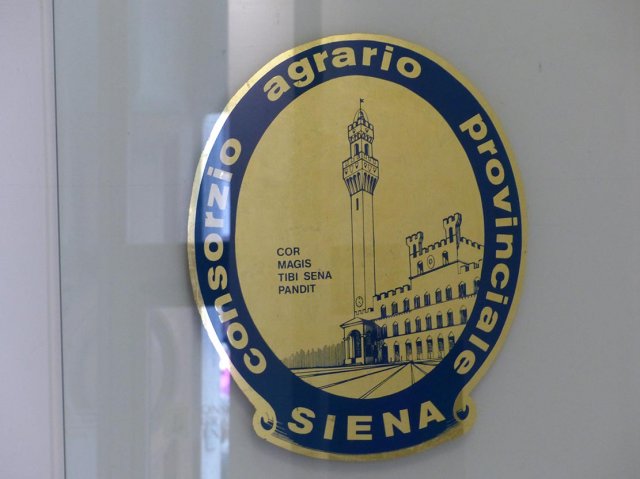 consorzio agrario provinciale
COR
MAGIS
TIBI SENA
PANDIT
SIENA